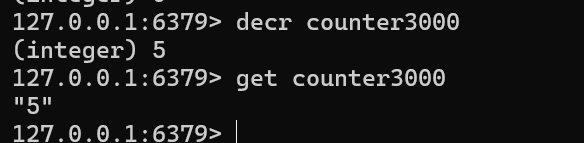 127.0.0.1:6379> decr counter3000
(integer) 5
127.0.0.1:6379> get counter3000
"5"
127.0.0.1:6379>